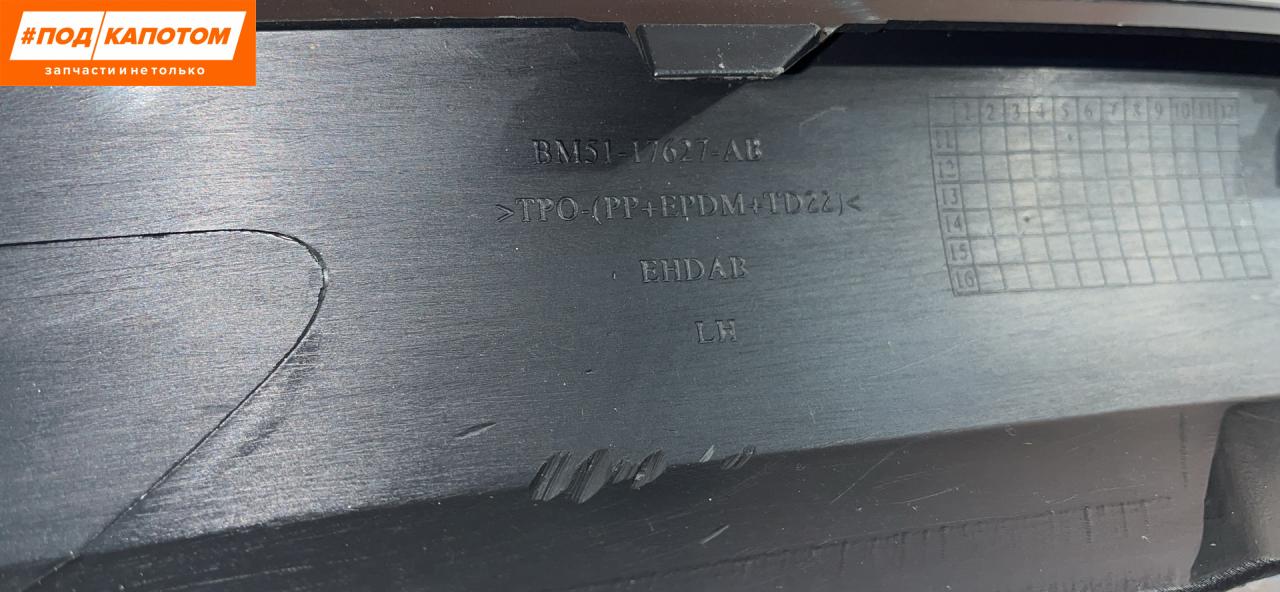 #ПОД КАПОТОМ
запчасти и не только
BM51-17627-AB
>TPO-(PP+EPDM+TD22)<
EHDAB
LH
1 2 3 4 5 6 7 8 9 10 11 12
11
12
13
14
15
16